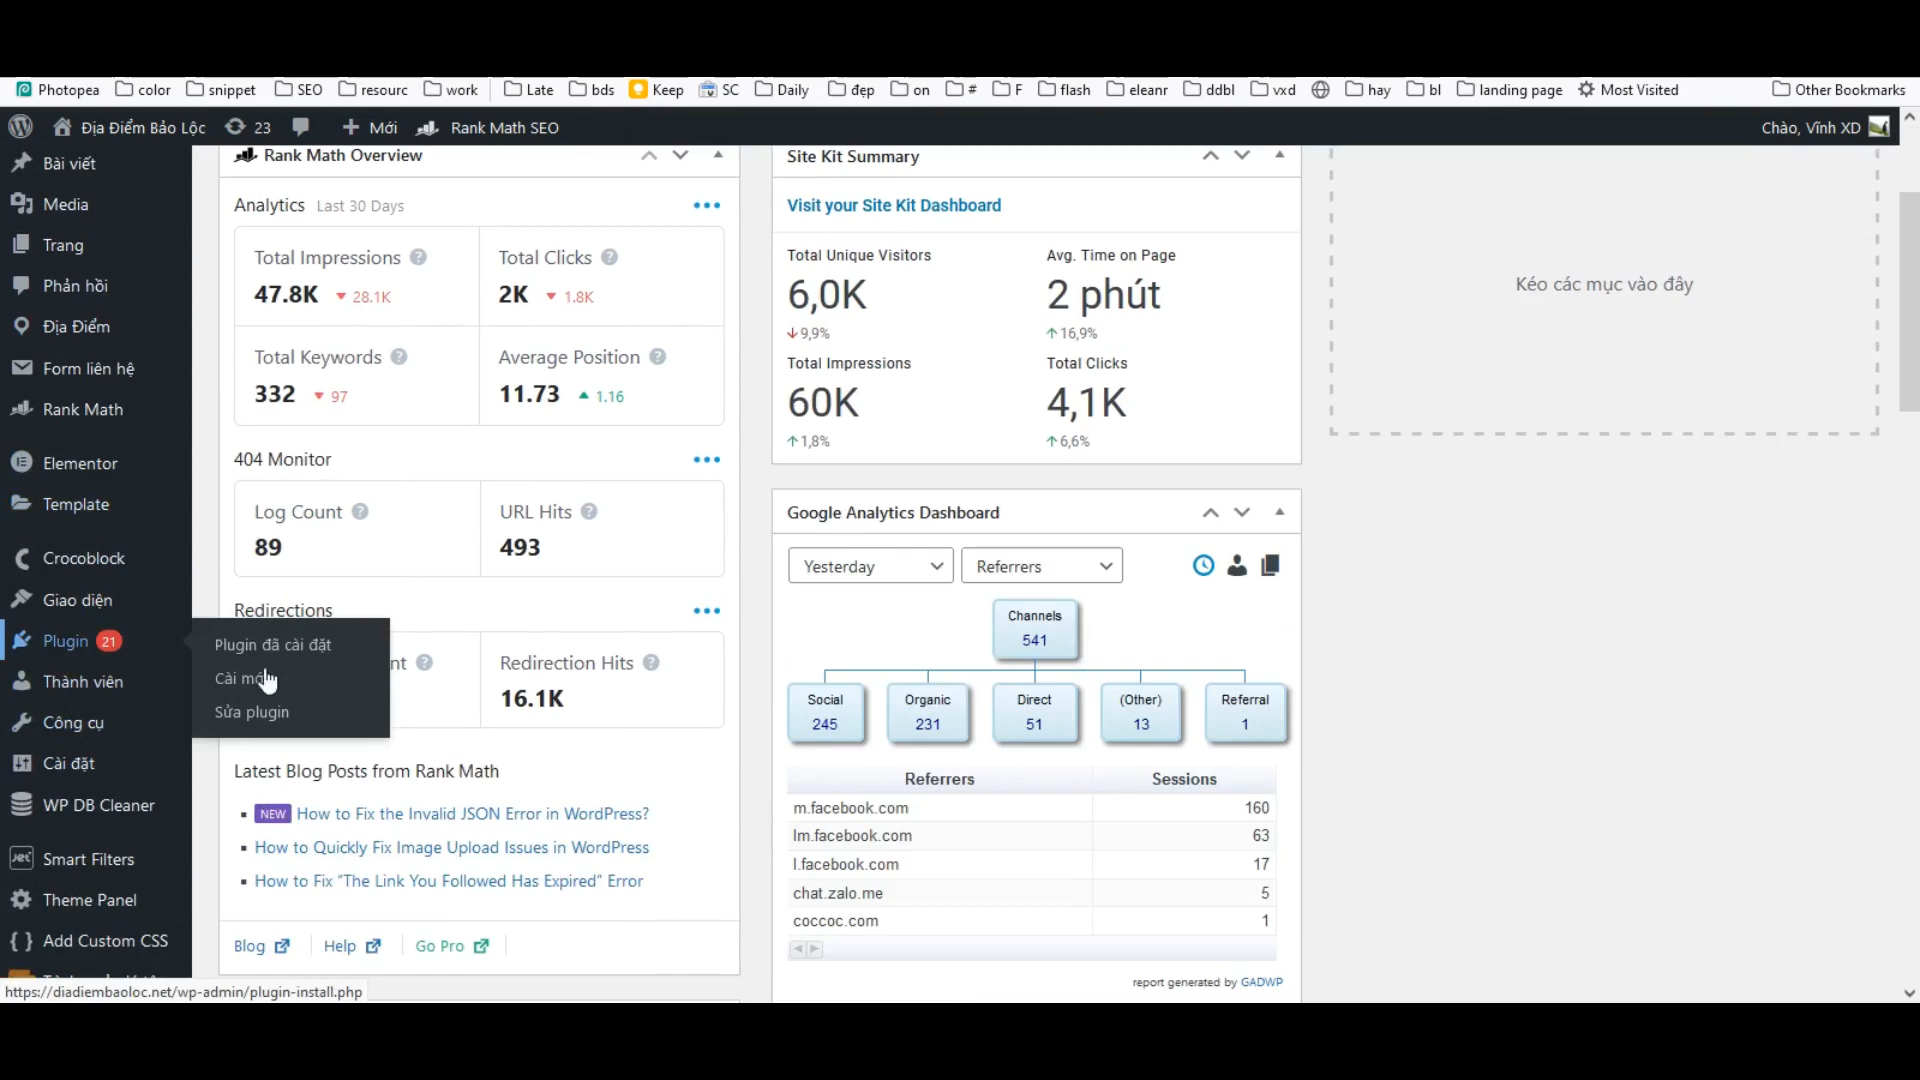 Photopea color snippet SEO resourc work Late bds Keep SC Daily đẹp on # F flash eleanr ddbl vxd hay bl landing page Most Visited Other Bookmarks
Địa Điểm Bảo Lộc 23 Mới Rank Math SEO Chào, Vĩnh XD
Bài viết
Media
Trang
Phản hồi
Địa Điểm
Form liên hệ
Rank Math
Elementor
Template
Crocoblock
Giao diện
Plugin 21
Thành viên
Công cụ
Cài đặt
WP DB Cleaner
Smart Filters
Theme Panel
Add Custom CSS
Plugin đã cài đặt
Cài
Sửa plugin
Rank Math Overview
Analytics Last 30 Days
Total Impressions Total Clicks
47.8K 28.1K 2K 1.8K
Total Keywords Average Position
332 97 11.73 1.16
404 Monitor
Log Count URL Hits
89 493
Redirections
nt Redirection Hits
16.1K
Latest Blog Posts from Rank Math
NEW How to Fix the Invalid JSON Error in WordPress?
How to Quickly Fix Image Upload Issues in WordPress
How to Fix “The Link You Followed Has Expired” Error
Blog Help Go Pro
Site Kit Summary
Visit your Site Kit Dashboard
Total Unique Visitors Avg. Time on Page
6,0K 2 phút
9,9% 16,9%
Total Impressions Total Clicks
60K 4,1K
1,8% 6,6%
Google Analytics Dashboard
Yesterday Referrers
Channels
541
Social Organic Direct (Other) Referral
245 231 51 13 1
Referrers Sessions
m.facebook.com 160
lm.facebook.com 63
l.facebook.com 17
chat.zalo.me 5
coccoc.com 1
report generated by GADWP
Kéo các mục vào đây
https://diadiembaoloc.net/wp-admin/plugin-install.php